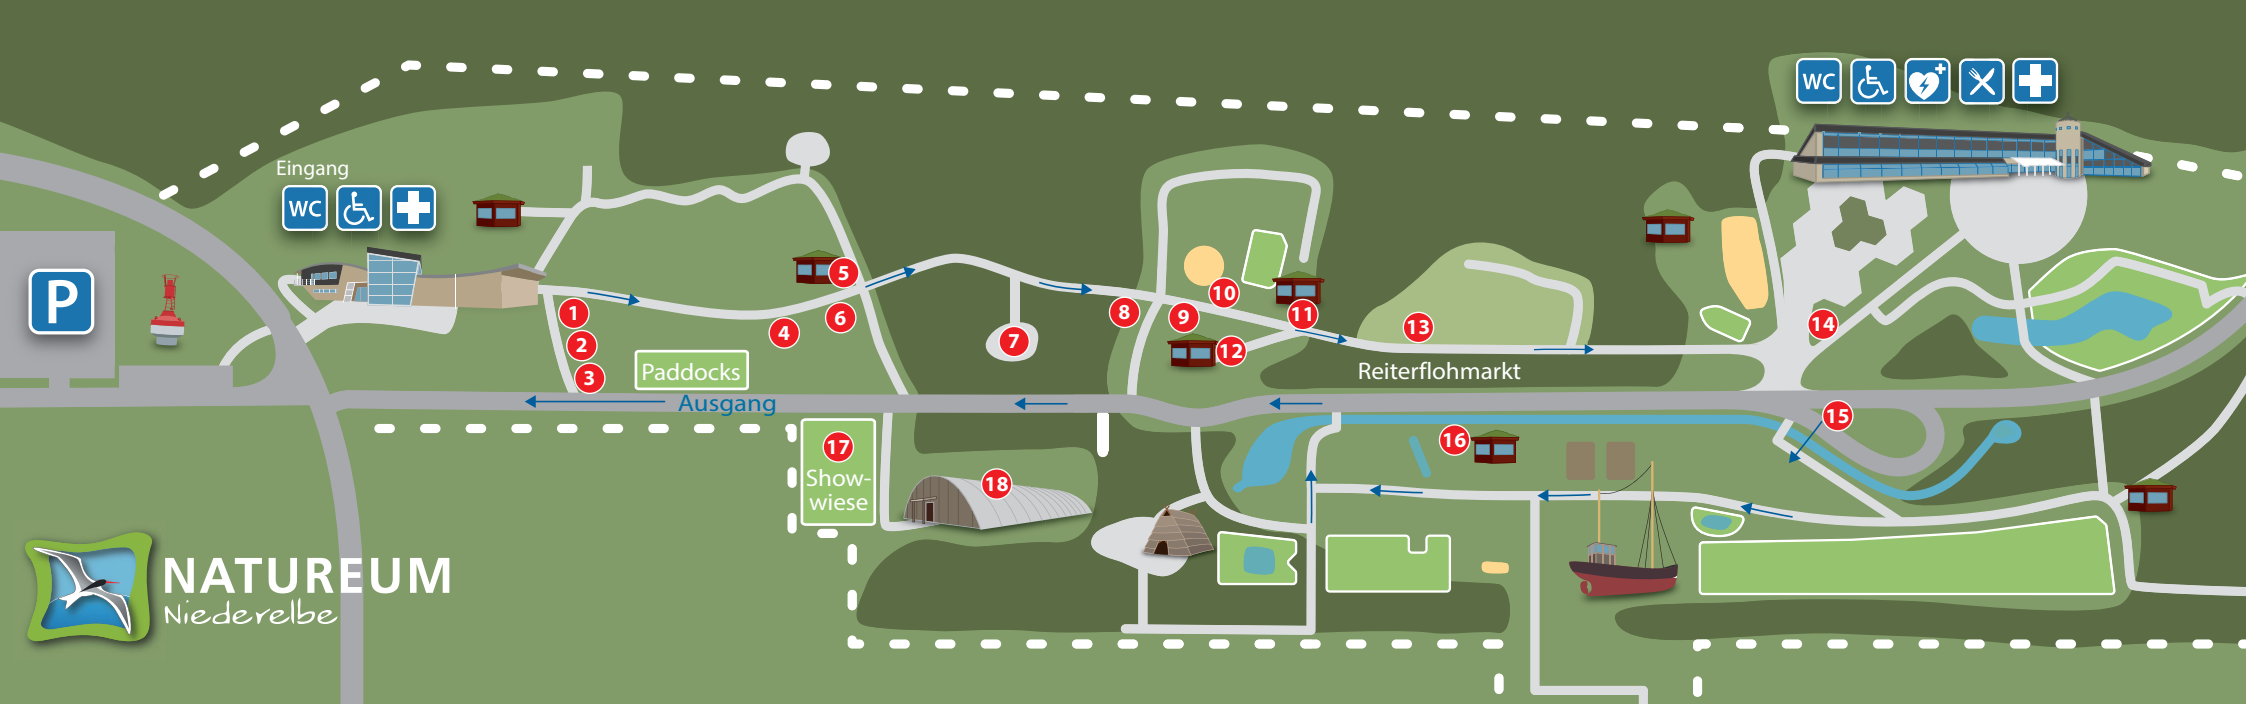 WC
Eingang
WC
P
5
1
6
4
2
3
Paddocks
Ausgang
7
8
9
10
11
12
13
14
Reiterflohmarkt
15
16
17
Show-
wiese
18
NATUREUM
Niederelbe